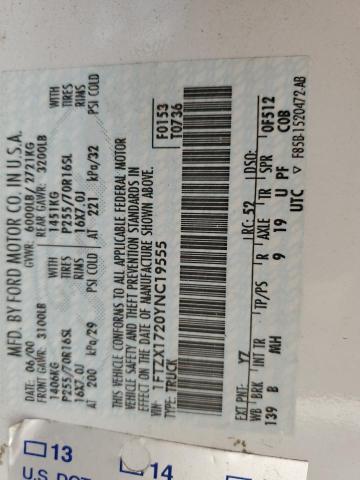 MFD. BY FORD MOTOR CO. IN U.S.A.
DATE: 06/00 GVWR: 6000LB / 2721KG
FRONT GAWR: 3100LB REAR GAWR: 3200LB
1406KG WITH 1451KG WITH
P255/70R16SL TIRES P255/70R16SL TIRES
16X7.0J RIMS 16X7.0J RIMS
AT 200 kPa/29 PSI COLD AT 221 kPa/32 PSI COLD
THIS VEHICLE CONFORMS TO ALL APPLICABLE FEDERAL MOTOR
VEHICLE SAFETY AND THEFT PREVENTION STANDARDS IN
EFFECT ON THE DATE OF MANUFACTURE SHOWN ABOVE.
VIN: 1FTZX1720YNC19555 F0153
TYPE: TRUCK T0736
EXT PNT: YZ RC: 52 DSO:
WB BRK INT TR TP/PS R AXLE TR SPR 0F512
139 B MH 9 19 U PF COB
UTC ▽ F85B-1520472-AB
13
14
U.S. DOT